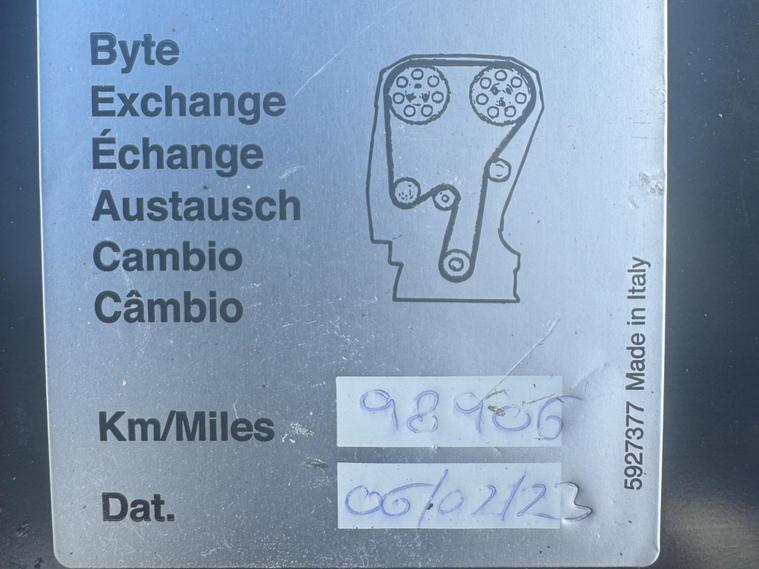 Byte
Exchange
Échange
Austausch
Cambio
Câmbio
Km/Miles 98906
Dat. 06/02/23
5927377 Made in Italy